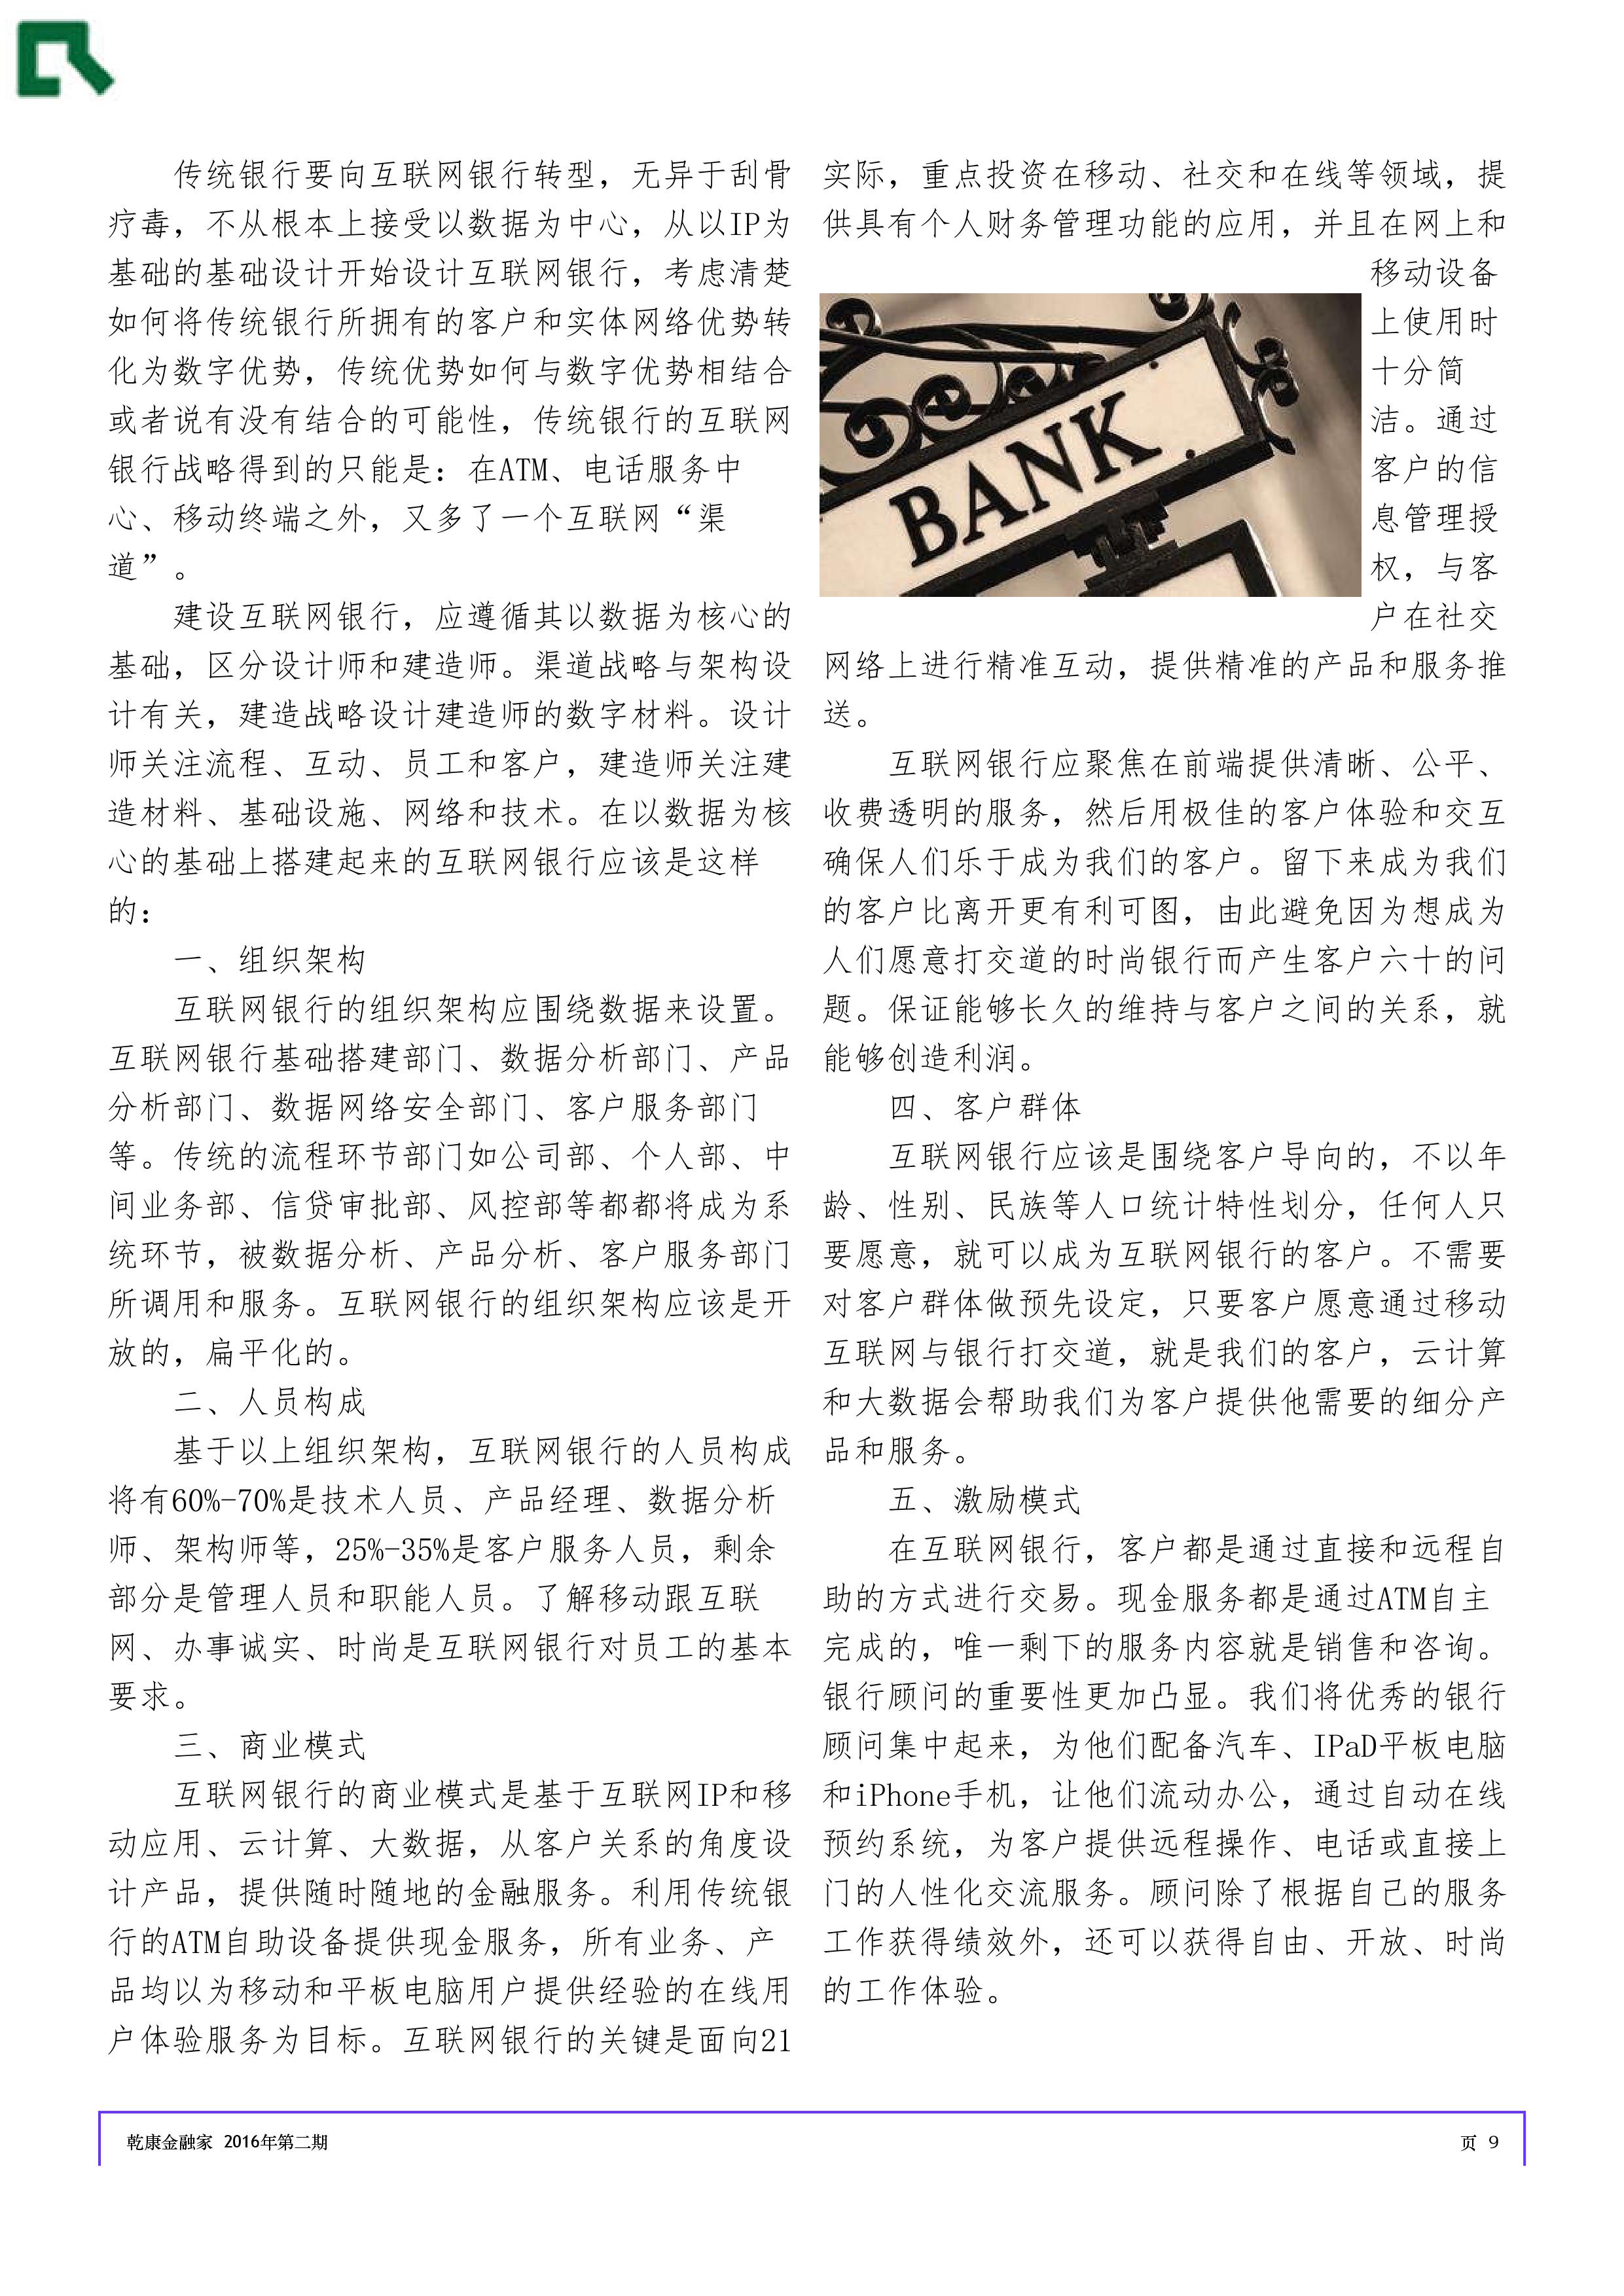 传统银行要向互联网银行转型，无异于刮骨
疗毒，不从根本上接受以数据为中心，从以IP为
基础的基础设计开始设计互联网银行，考虑清楚
如何将传统银行所拥有的客户和实体网络优势转
化为数字优势，传统优势如何与数字优势相结合
或者说有没有结合的可能性，传统银行的互联网
银行战略得到的只能是：在ATM、电话服务中
心、移动终端之外，又多了一个互联网“渠
道”。
建设互联网银行，应遵循其以数据为核心的
基础，区分设计师和建造师。渠道战略与架构设
计有关，建造战略设计建造师的数字材料。设计
师关注流程、互动、员工和客户，建造师关注建
造材料、基础设施、网络和技术。在以数据为核
心的基础上搭建起来的互联网银行应该是这样
的：
一、组织架构
互联网银行的组织架构应围绕数据来设置。
互联网银行基础搭建部门、数据分析部门、产品
分析部门、数据网络安全部门、客户服务部门
等。传统的流程环节部门如公司部、个人部、中
间业务部、信贷审批部、风控部等都都将成为系
统环节，被数据分析、产品分析、客户服务部门
所调用和服务。互联网银行的组织架构应该是开
放的，扁平化的。
二、人员构成
基于以上组织架构，互联网银行的人员构成
将有60%-70%是技术人员、产品经理、数据分析
师、架构师等，25%-35%是客户服务人员，剩余
部分是管理人员和职能人员。了解移动跟互联
网、办事诚实、时尚是互联网银行对员工的基本
要求。
三、商业模式
互联网银行的商业模式是基于互联网IP和移
动应用、云计算、大数据，从客户关系的角度设
计产品，提供随时随地的金融服务。利用传统银
行的ATM自助设备提供现金服务，所有业务、产
品均以为移动和平板电脑用户提供经验的在线用
户体验服务为目标。互联网银行的关键是面向21
实际，重点投资在移动、社交和在线等领域，提
供具有个人财务管理功能的应用，并且在网上和
移动设备
上使用时
十分简
洁。通过
客户的信
息管理授
权，与客
户在社交
BANK
网络上进行精准互动，提供精准的产品和服务推
送。
互联网银行应聚焦在前端提供清晰、公平、
收费透明的服务，然后用极佳的客户体验和交互
确保人们乐于成为我们的客户。留下来成为我们
的客户比离开更有利可图，由此避免因为想成为
人们愿意打交道的时尚银行而产生客户六十的问
题。保证能够长久的维持与客户之间的关系，就
能够创造利润。
四、客户群体
互联网银行应该是围绕客户导向的，不以年
龄、性别、民族等人口统计特性划分，任何人只
要愿意，就可以成为互联网银行的客户。不需要
对客户群体做预先设定，只要客户愿意通过移动
互联网与银行打交道，就是我们的客户，云计算
和大数据会帮助我们为客户提供他需要的细分产
品和服务。
五、激励模式
在互联网银行，客户都是通过直接和远程自
助的方式进行交易。现金服务都是通过ATM自主
完成的，唯一剩下的服务内容就是销售和咨询。
银行顾问的重要性更加凸显。我们将优秀的银行
顾问集中起来，为他们配备汽车、IPaD平板电脑
和iPhone手机，让他们流动办公，通过自动在线
预约系统，为客户提供远程操作、电话或直接上
门的人性化交流服务。顾问除了根据自己的服务
工作获得绩效外，还可以获得自由、开放、时尚
的工作体验。
乾康金融家 2016年第二期
页 9